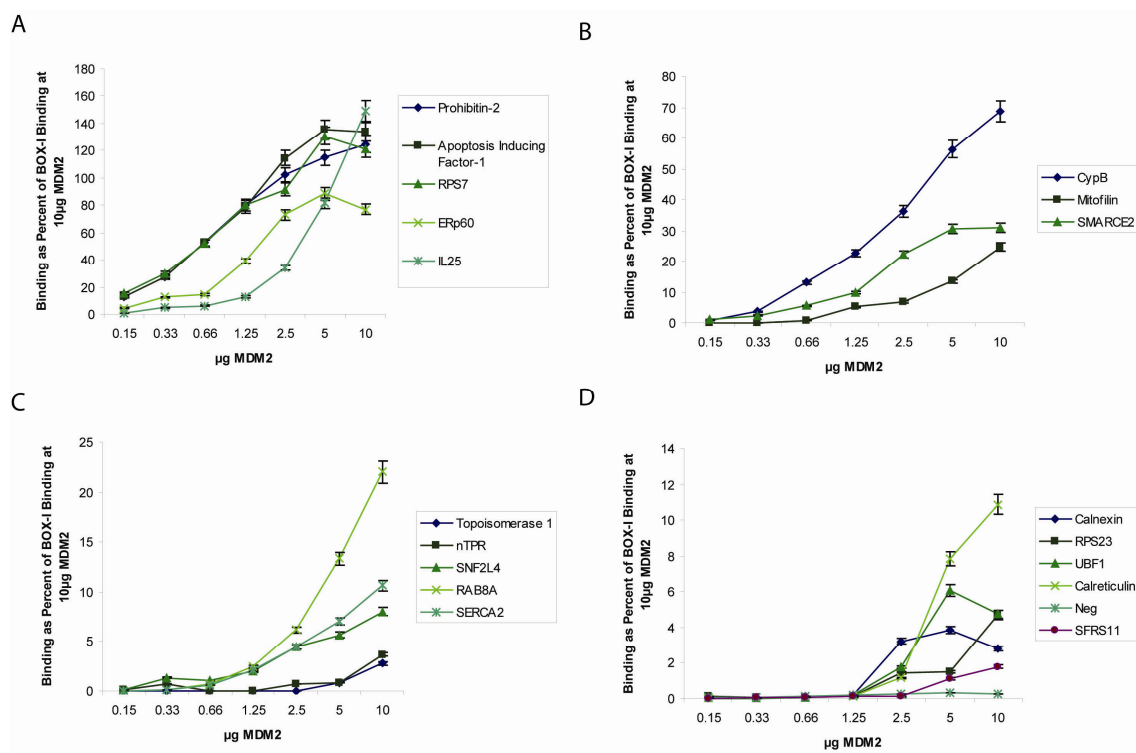 A
Binding as Percent of BOX-I Binding at
10µg MDM2
160
140
120
100
80
60
40
20
0
0.15 0.33 0.66 1.25 2.5 5 10
µg MDM2
Prohibitin-2
Apoptosis Inducing
Factor-1
RPS7
ERp60
IL25
B
Binding as Percent of BOX-I Binding at
10µg MDM2
80
70
60
50
40
30
20
10
0
0.15 0.33 0.66 1.25 2.5 5 10
µg MDM2
CypB
Mitofilin
SMARCE2
C
Binding as Percent of BOX-I Binding at
10µg MDM2
25
20
15
10
5
0
0.15 0.33 0.66 1.25 2.5 5 10
µg MDM2
Topoisomerase 1
nTPR
SNF2L4
RAB8A
SERCA2
D
Binding as Percent of BOX-I Binding at
10µg MDM2
14
12
10
8
6
4
2
0
0.15 0.33 0.66 1.25 2.5 5 10
µg MDM2
Calnexin
RPS23
UBF1
Calreticulin
Neg
SFRS11